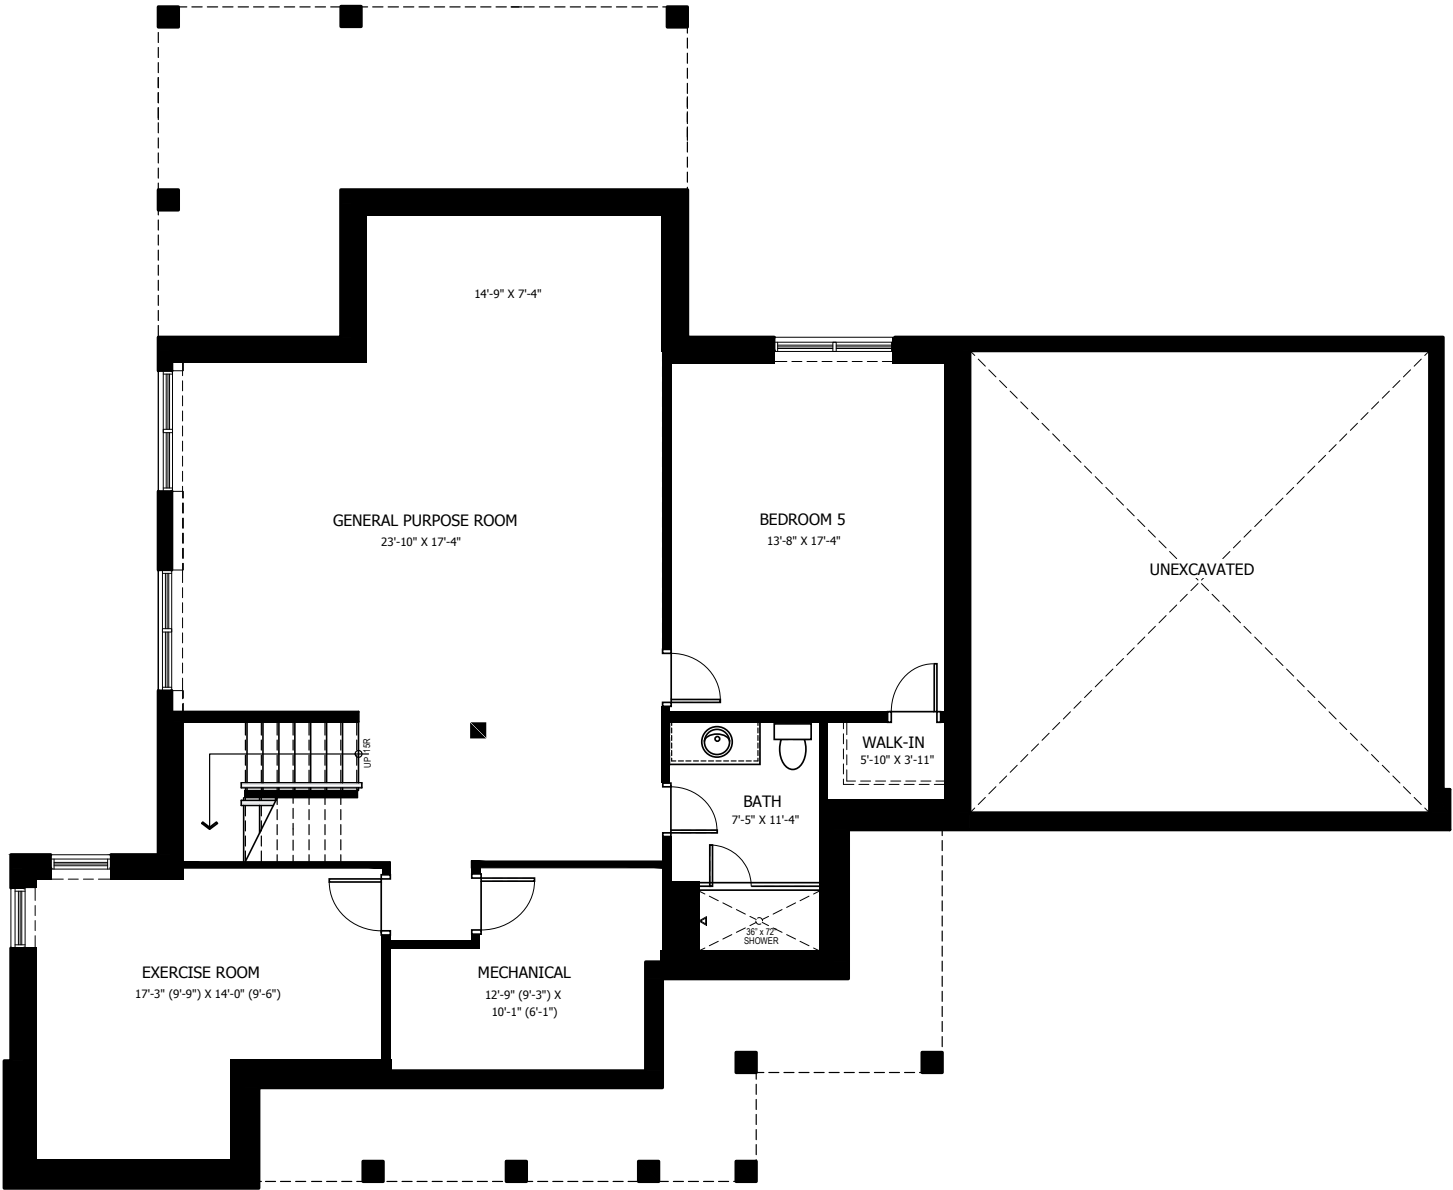 14'-9" X 7'-4"
GENERAL PURPOSE ROOM
23'-10" X 17'-4"
BEDROOM 5
13'-8" X 17'-4"
UNEXCAVATED
UP 15R
WALK-IN
5'-10" X 3'-11"
BATH
7'-5" X 11'-4"
36" x 72"
SHOWER
EXERCISE ROOM
17'-3" (9'-9") X 14'-0" (9'-6")
MECHANICAL
12'-9" (9'-3") X
10'-1" (6'-1")